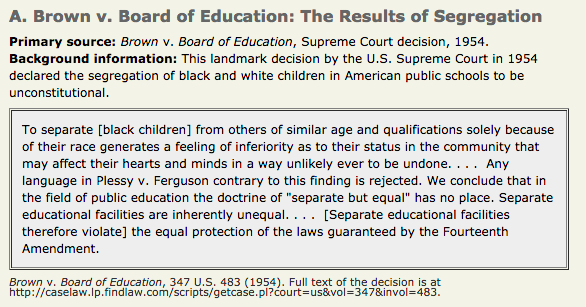 A. Brown v. Board of Education: The Results of Segregation
Primary source: Brown v. Board of Education, Supreme Court decision, 1954.
Background information: This landmark decision by the U.S. Supreme Court in 1954
declared the segregation of black and white children in American public schools to be
unconstitutional.
To separate [black children] from others of similar age and qualifications solely because
of their race generates a feeling of inferiority as to their status in the community that
may affect their hearts and minds in a way unlikely ever to be undone. . . . Any
language in Plessy v. Ferguson contrary to this finding is rejected. We conclude that in
the field of public education the doctrine of "separate but equal" has no place. Separate
educational facilities are inherently unequal. . . . [Separate educational facilities
therefore violate] the equal protection of the laws guaranteed by the Fourteenth
Amendment.
Brown v. Board of Education, 347 U.S. 483 (1954). Full text of the decision is at
http://caselaw.lp.findlaw.com/scripts/getcase.pl?court=us&vol=347&invol=483.